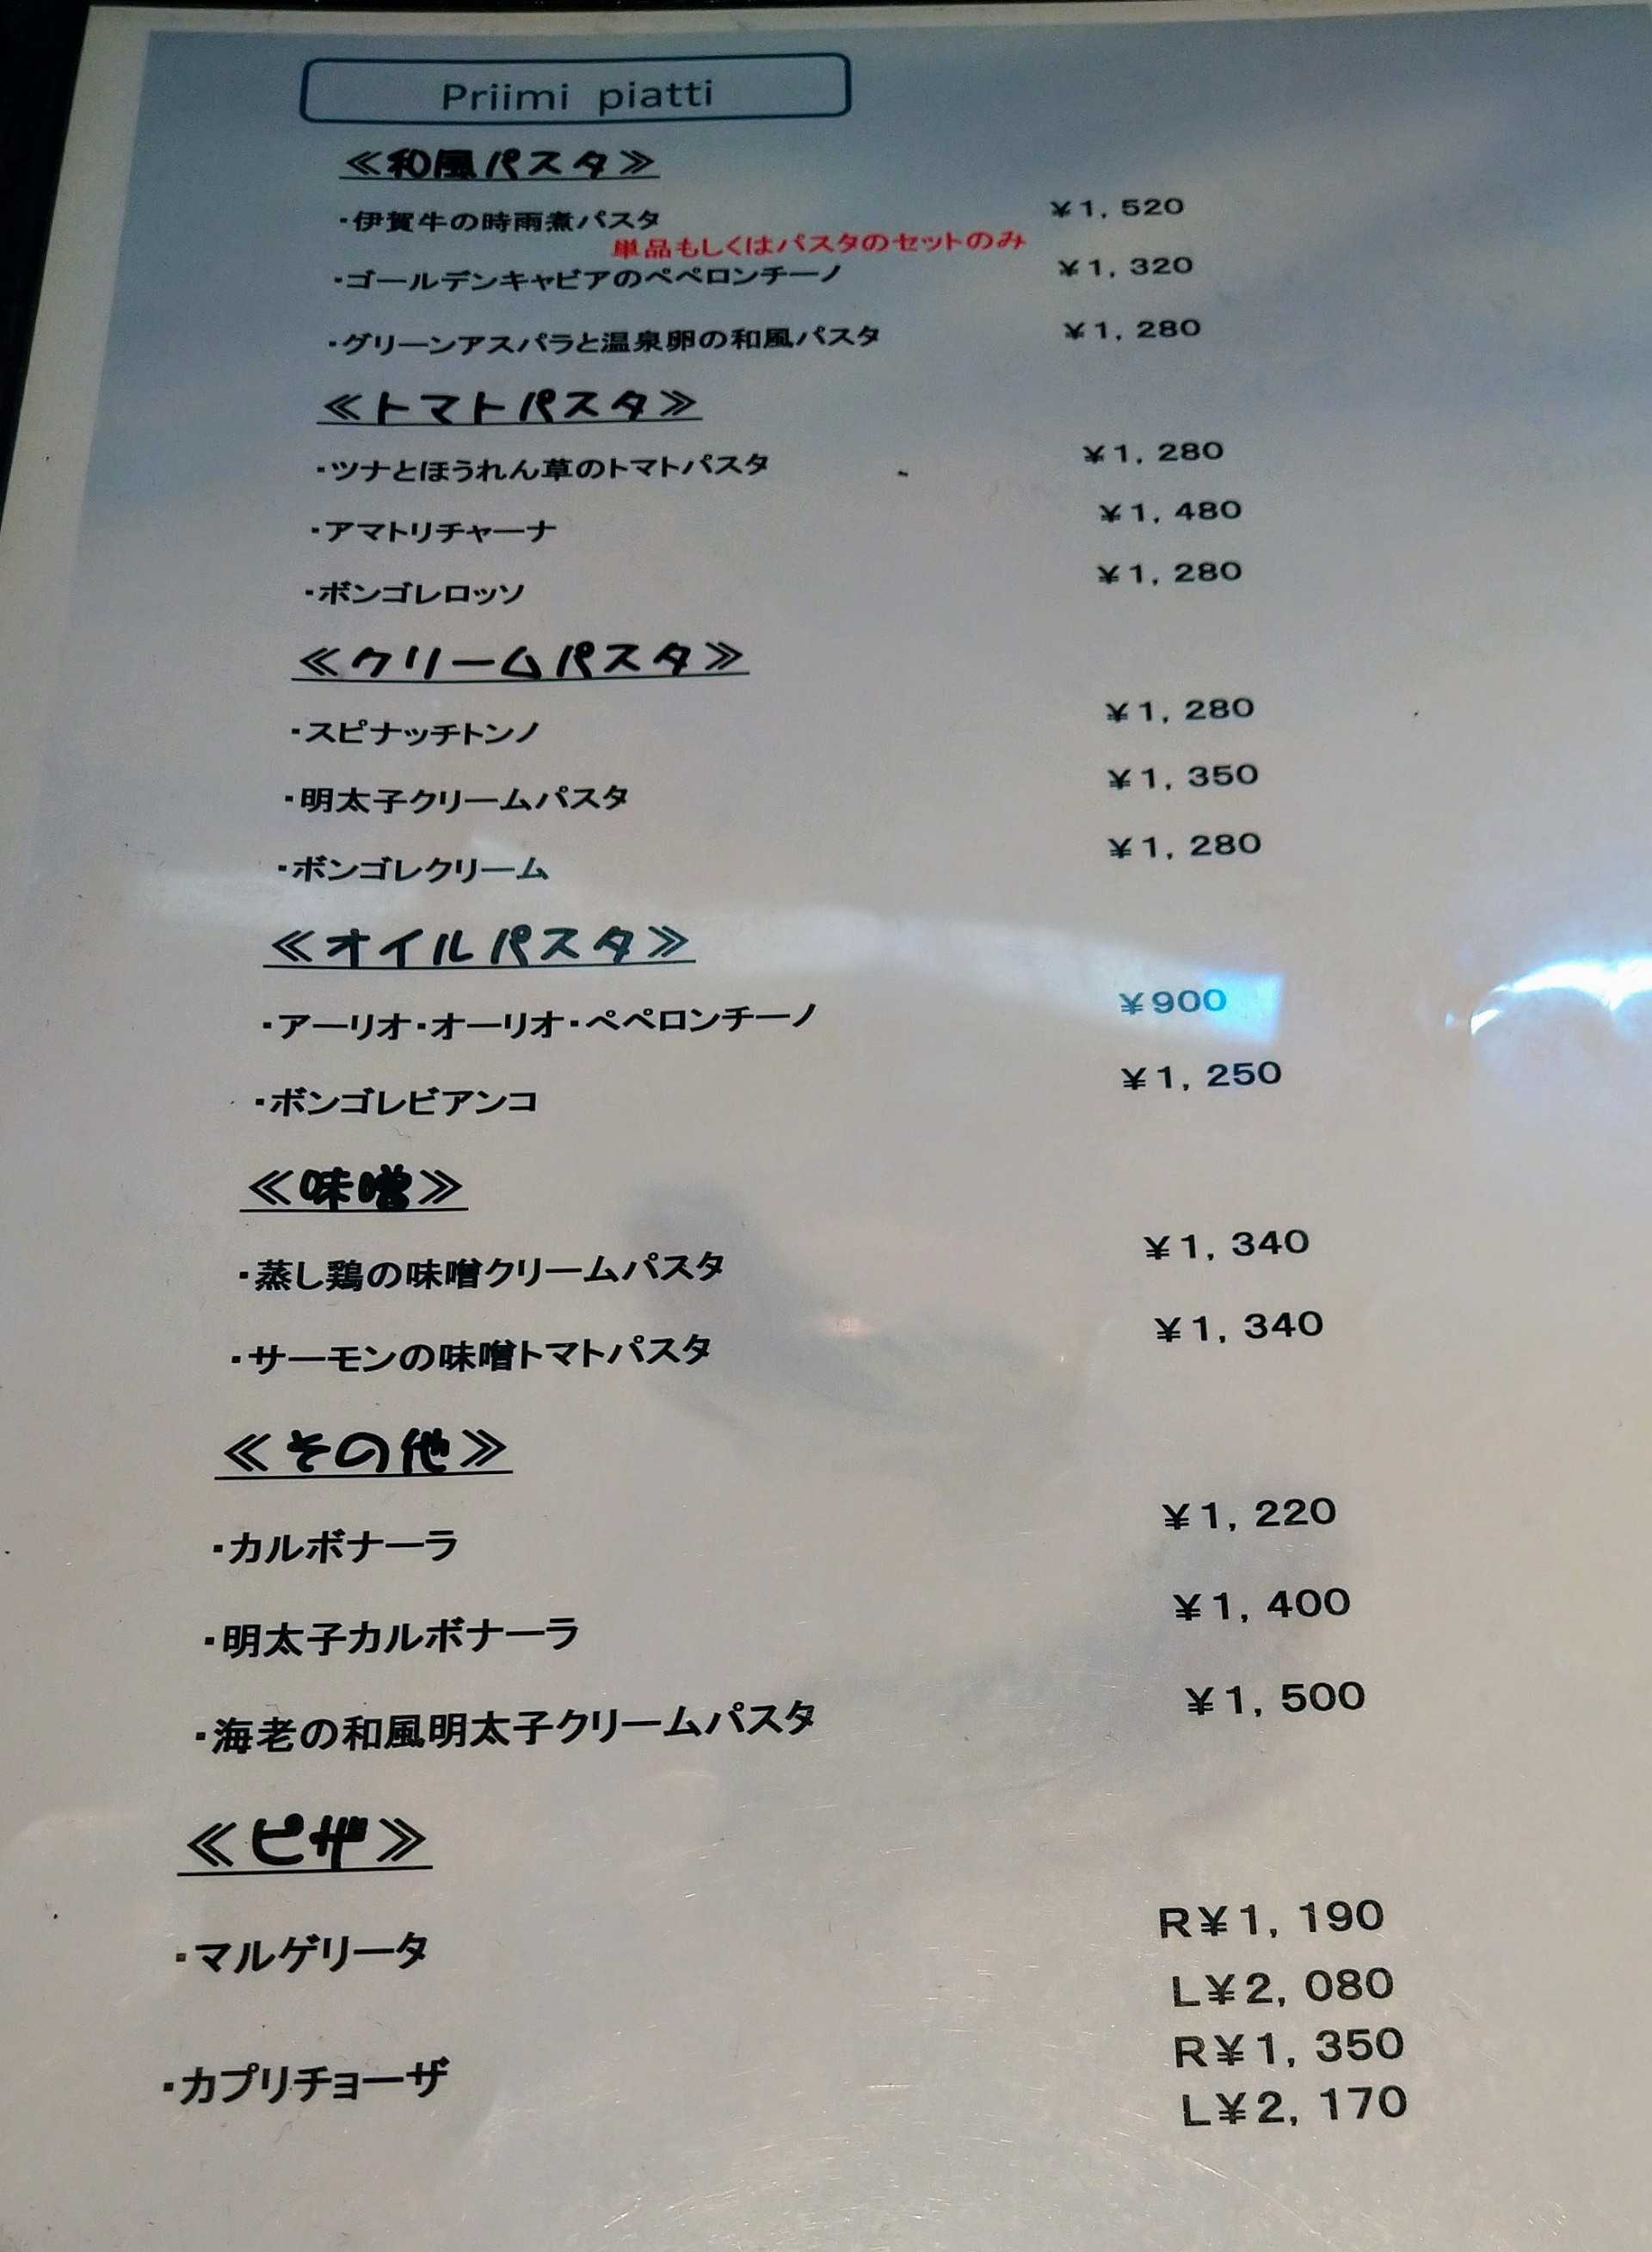 Priimi piatti
≪和風パスタ≫
・伊賀牛の時雨煮パスタ ¥1,520
単品もしくはパスタのセットのみ
・ゴールデンキャビアのペペロンチーノ ¥1,320
・グリーンアスパラと温泉卵の和風パスタ ¥1,280
≪トマトパスタ≫
・ツナとほうれん草のトマトパスタ ¥1,280
・アマトリチャーナ ¥1,480
・ボンゴレロッソ ¥1,280
≪クリームパスタ≫
・スピナッチトンノ ¥1,280
・明太子クリームパスタ ¥1,350
・ボンゴレクリーム ¥1,280
≪オイルパスタ≫
・アーリオ・オーリオ・ペペロンチーノ ¥900
・ボンゴレビアンコ ¥1,250
≪味噌≫
・蒸し鶏の味噌クリームパスタ ¥1,340
・サーモンの味噌トマトパスタ ¥1,340
≪その他≫
・カルボナーラ ¥1,220
・明太子カルボナーラ ¥1,400
・海老の和風明太子クリームパスタ ¥1,500
≪ピザ≫
・マルゲリータ R¥1,190
L¥2,080
・カプリチョーザ R¥1,350
L¥2,170